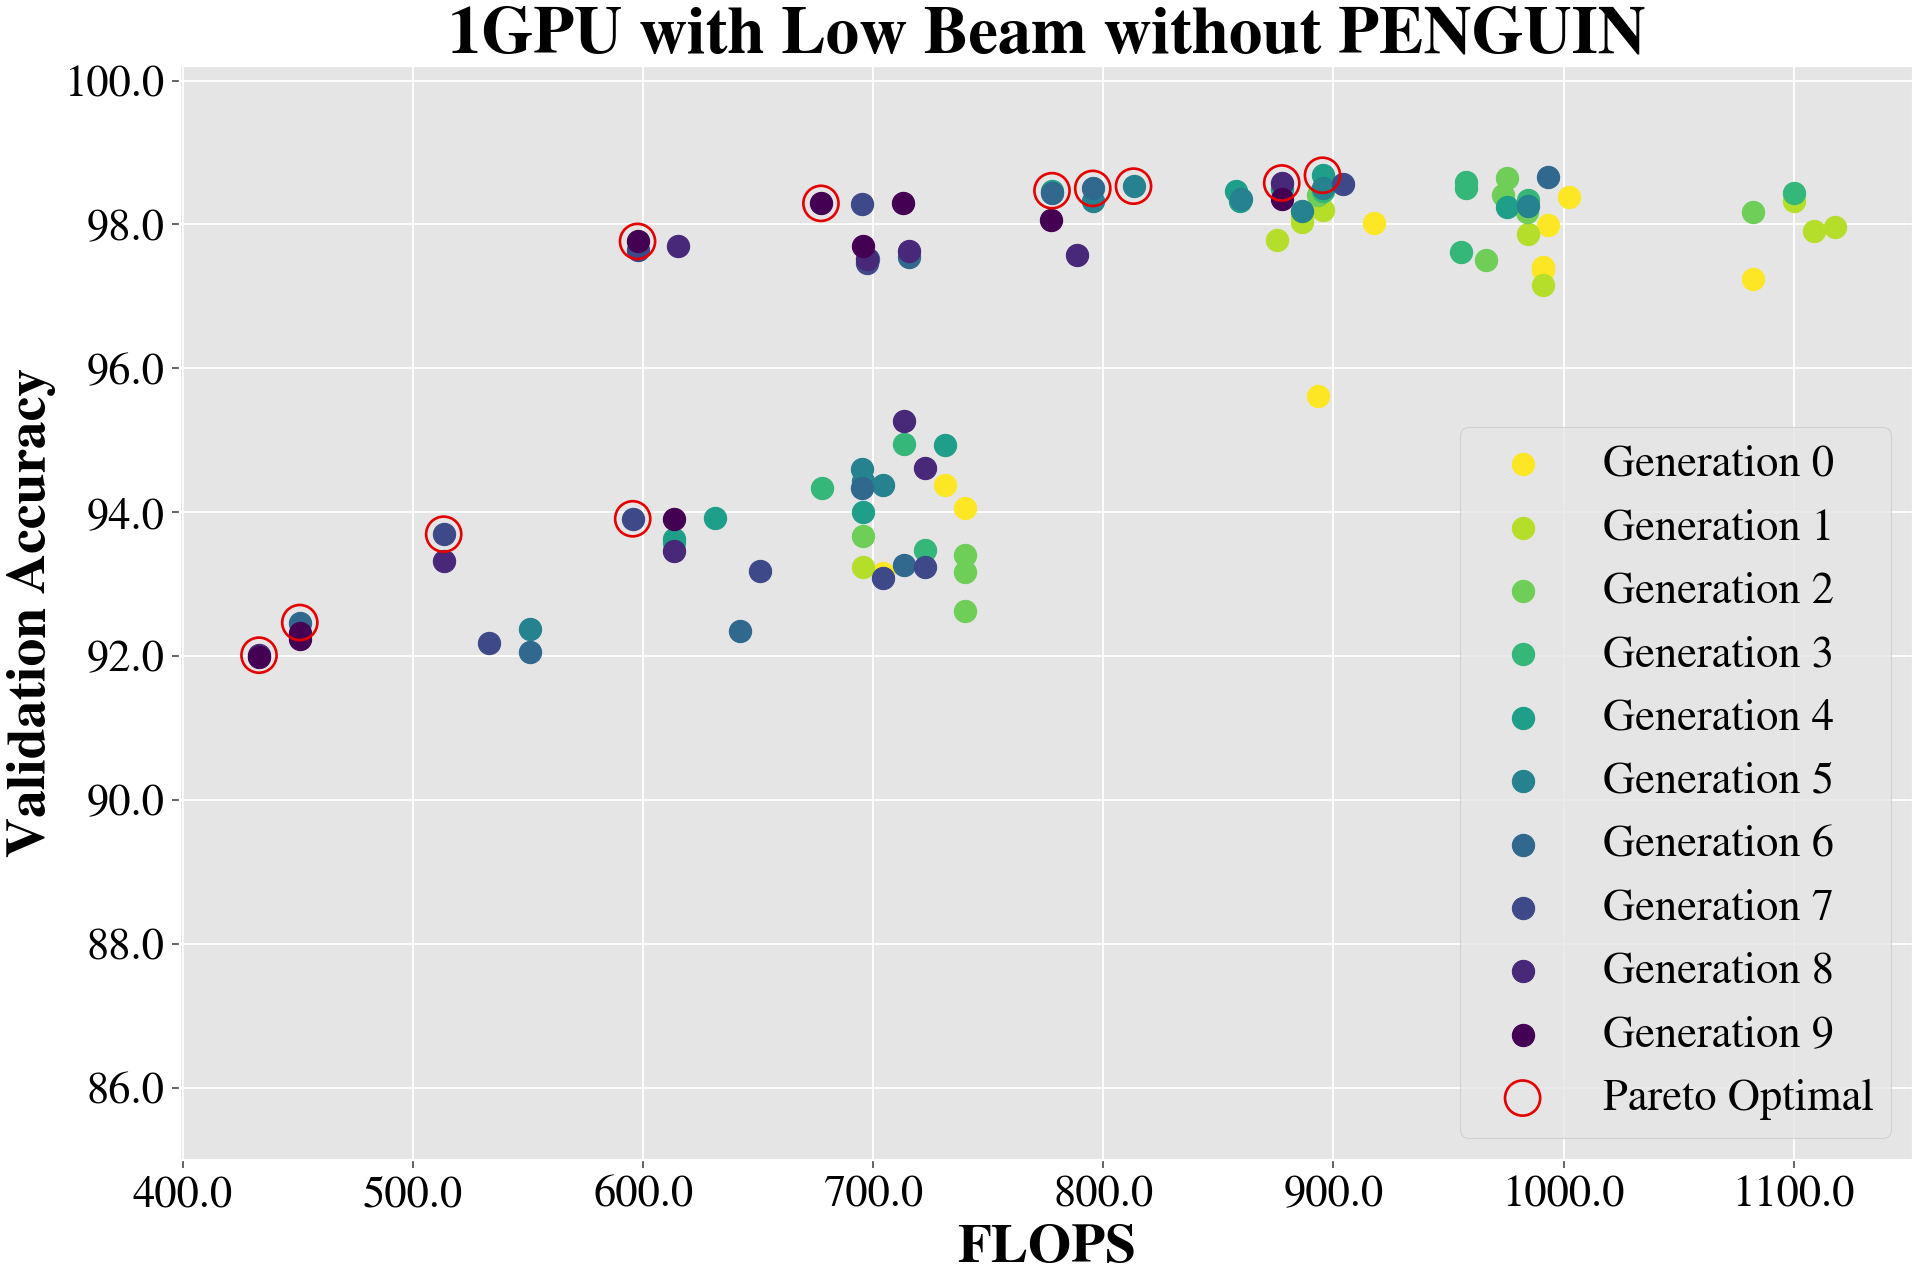 1GPU with Low Beam without PENGUIN
100.0
98.0
96.0
94.0
92.0
90.0
88.0
86.0
Validation Accuracy
400.0 500.0 600.0 700.0 800.0 900.0 1000.0 1100.0
FLOPS
Generation 0
Generation 1
Generation 2
Generation 3
Generation 4
Generation 5
Generation 6
Generation 7
Generation 8
Generation 9
Pareto Optimal